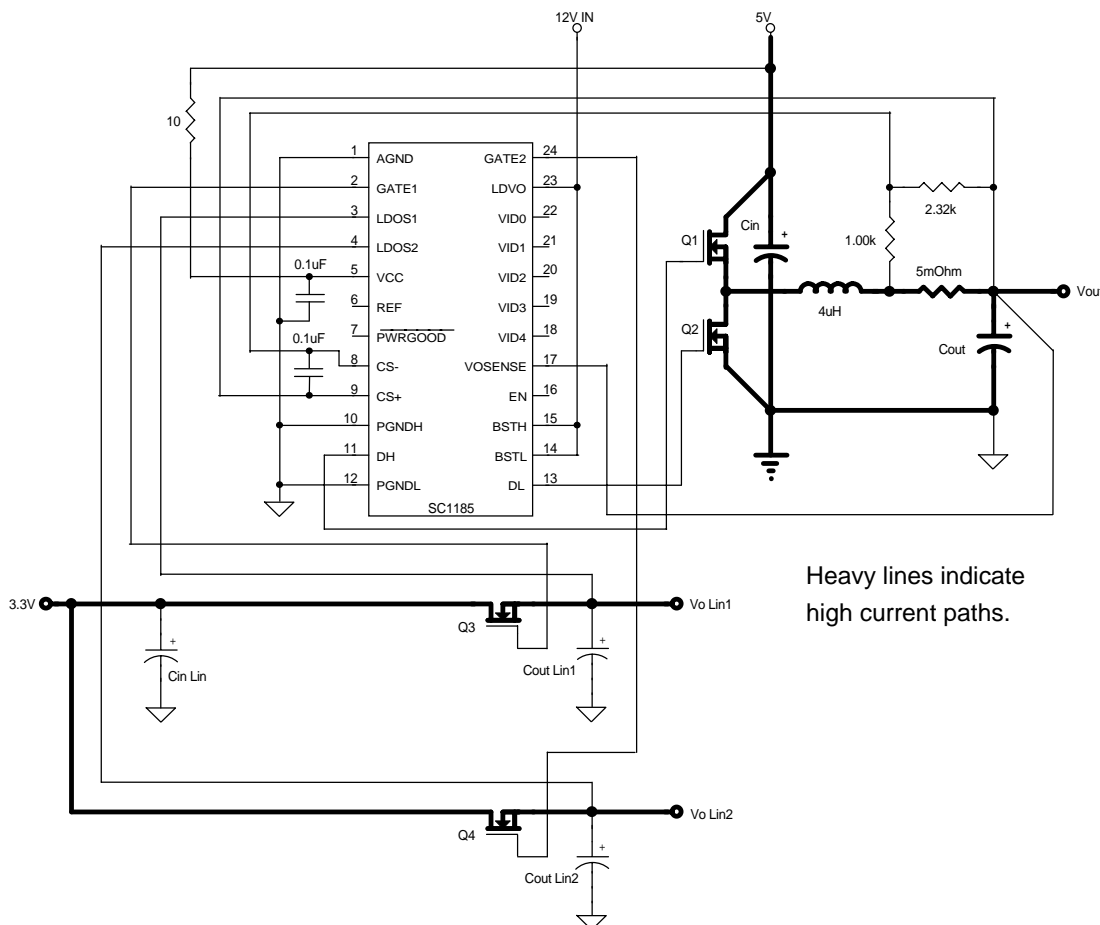 12V IN
5V
10
1 AGND
2 GATE1
3 LDOS1
4 LDOS2
5 VCC
6 REF
7 PWRGOOD
8 CS-
9 CS+
10 PGNDH
11 DH
12 PGNDL
GATE2 24
LDVO 23
VID0 22
VID1 21
VID2 20
VID3 19
VID4 18
VOSENSE 17
EN 16
BSTH 15
BSTL 14
DL 13
SC1185
0.1uF
0.1uF
Q1
Q2
Cin
+
4uH
1.00k
2.32k
5mOhm
Vout
+
Cout
Heavy lines indicate
high current paths.
3.3V
+
Cin Lin
Q3
Vo Lin1
+
Cout Lin1
Q4
Vo Lin2
+
Cout Lin2